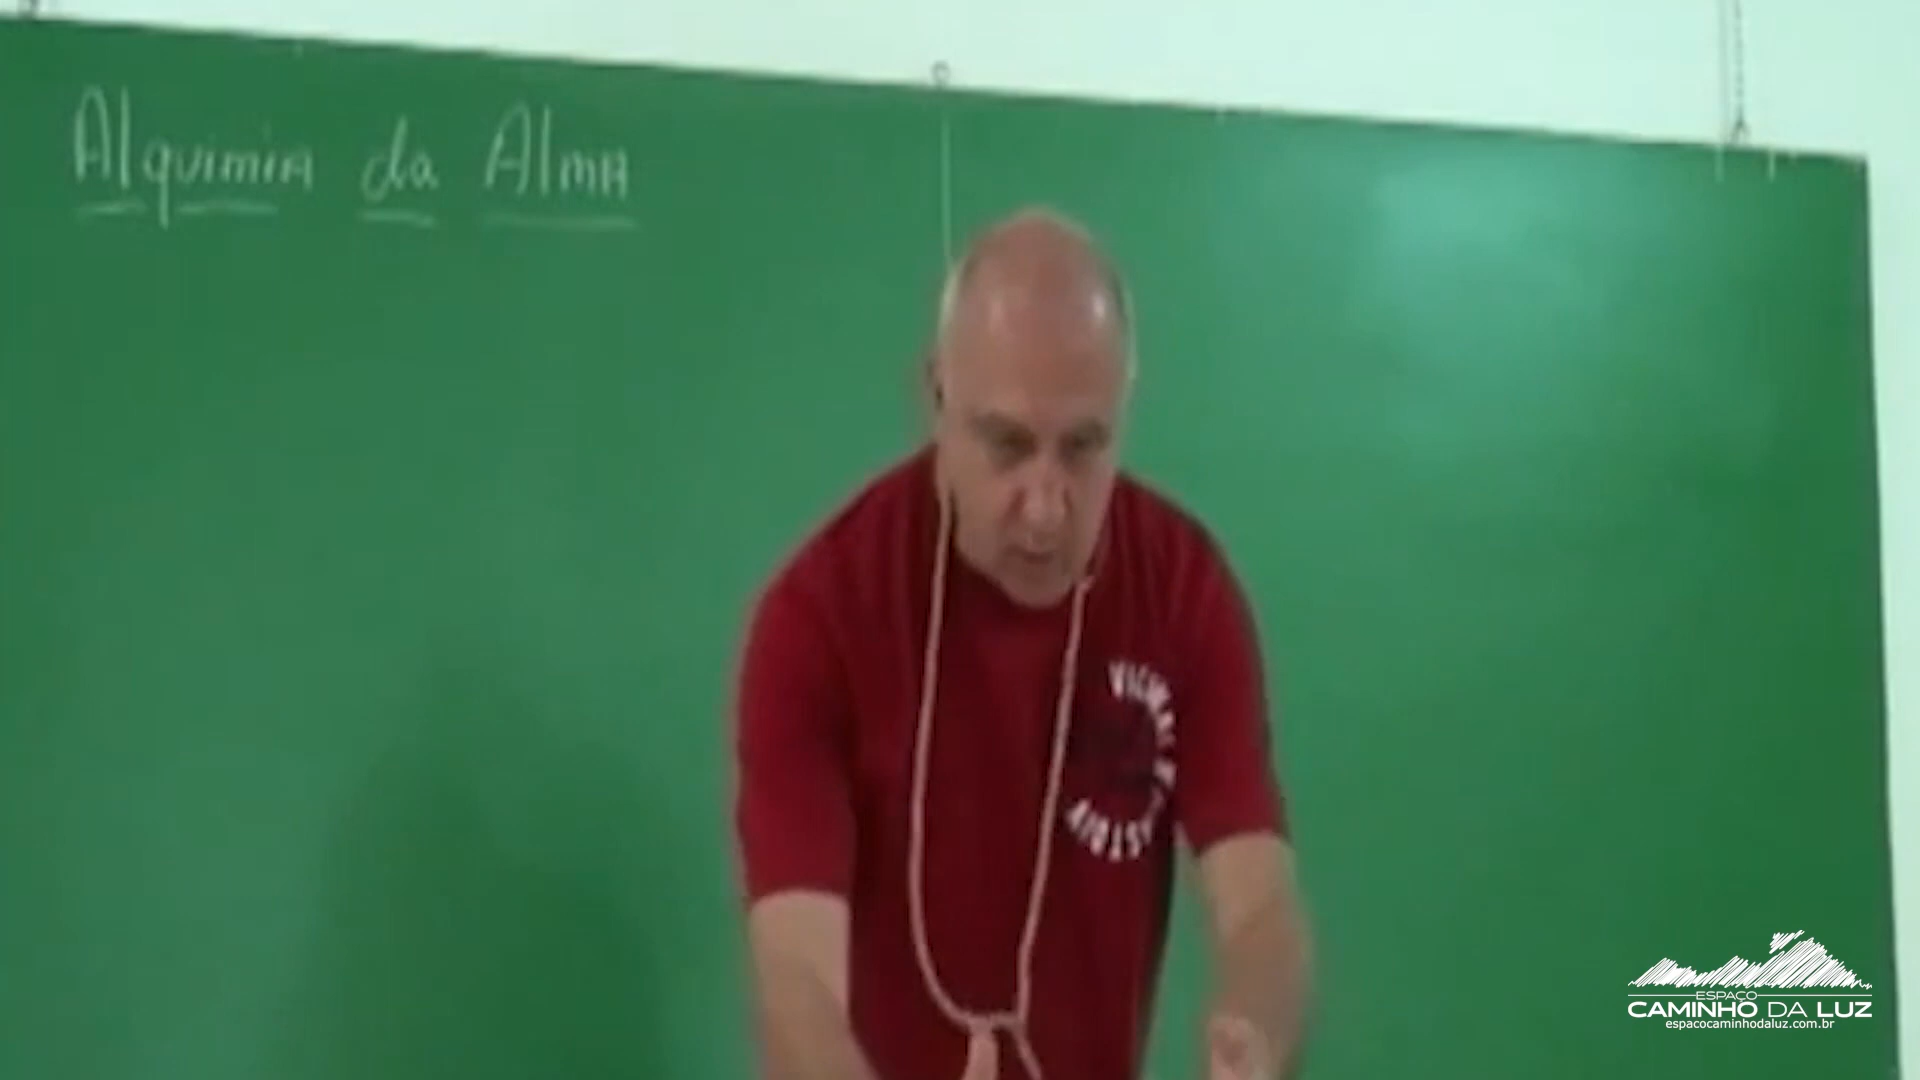 Alquimia da Alma
ESPAÇO
CAMINHO DA LUZ
espacocaminhodaluz.com.br